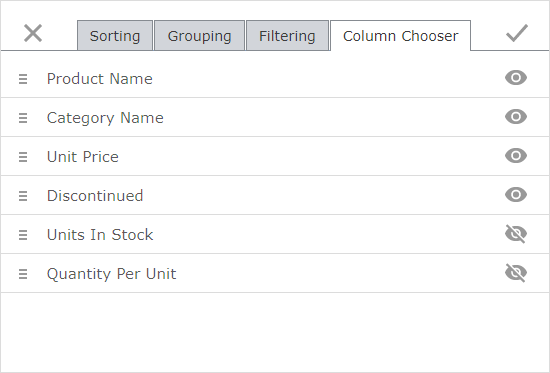 Sorting Grouping Filtering Column Chooser
Product Name
Category Name
Unit Price
Discontinued
Units In Stock
Quantity Per Unit